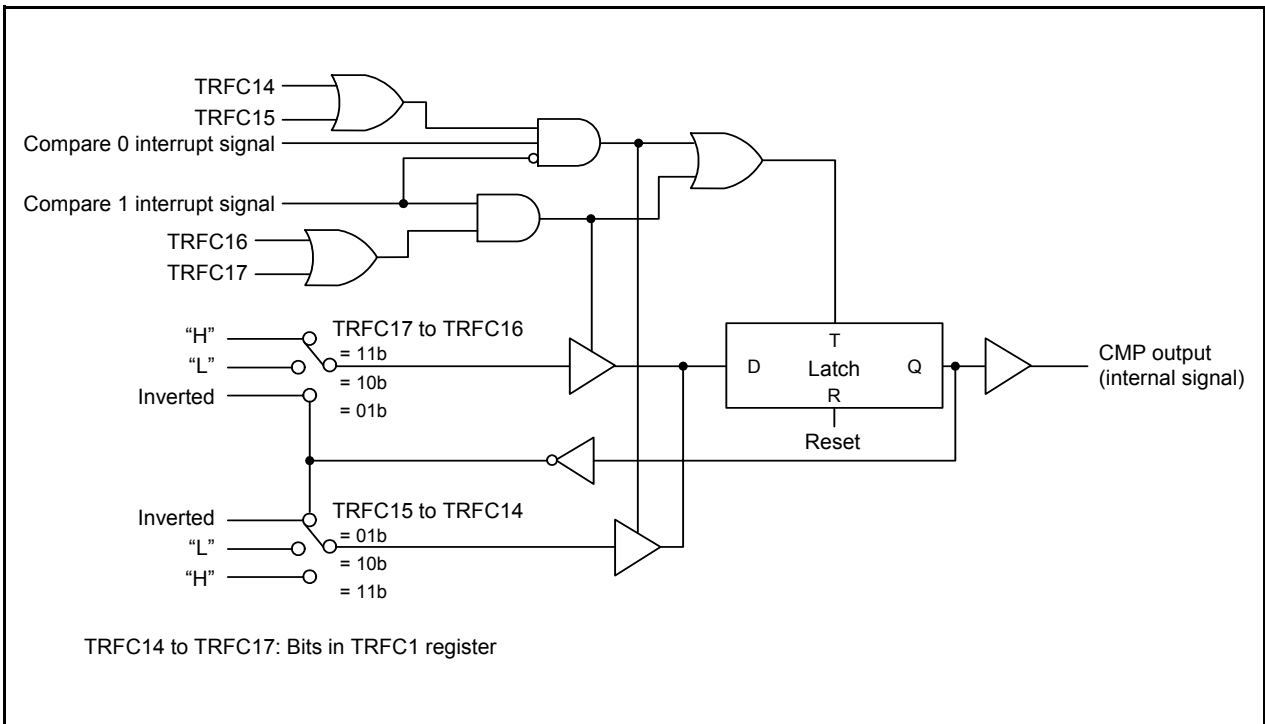 TRFC14
TRFC15
Compare 0 interrupt signal
Compare 1 interrupt signal
TRFC16
TRFC17
“H”
“L”
Inverted
TRFC17 to TRFC16
= 11b
= 10b
= 01b
D
T
Latch
R
Q
Reset
CMP output
(internal signal)
Inverted
“L”
“H”
TRFC15 to TRFC14
= 01b
= 10b
= 11b
TRFC14 to TRFC17: Bits in TRFC1 register